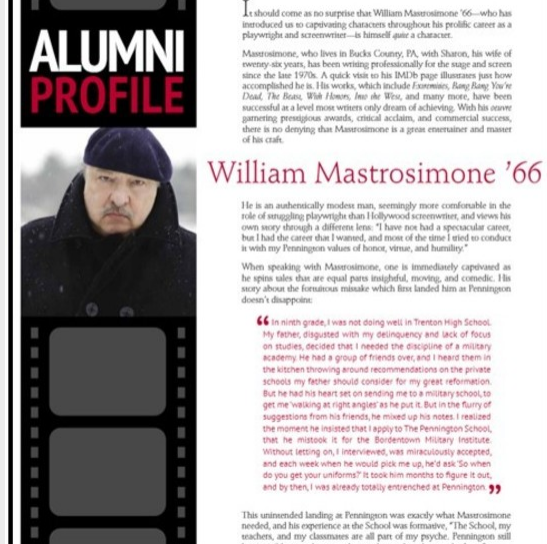 ALUMNI
PROFILE
It should come as no surprise that William Mastrosimone '66—who has
introduced us to captivating characters throughout his prolific career as a
playwright and screenwriter—is himself quite a character.
Mastrosimone, who lives in Bucks County, PA, with Sharon, his wife of
twenty-six years, has been writing professionally for the stage and screen
since the late 1970s. A quick visit to his IMDb page illustrates just how
accomplished he is. His works, which include Extremities, Bang Bang You're
Dead, The Beast, With Honors, Into the West, and many more, have been
successful at a level most writers only dream of achieving. With his oeuvre
garnering prestigious awards, critical acclaim, and commercial success,
there is no denying that Mastrosimone is a great entertainer and master
of his craft.
William Mastrosimone '66
He is an authentically modest man, seemingly more comfortable in the
role of struggling playwright than Hollywood screenwriter, and views his
own story through a different lens: "I have not had a spectacular career,
but I had the career that I wanted, and most of the time I tried to conduct
it with my Pennington values of honor, virtue, and humility."
When speaking with Mastrosimone, one is immediately captivated as
he spins tales that are equal parts insightful, moving, and comedic. His
story about the fortuitous mistake which first landed him at Pennington
doesn't disappoint:
“ In ninth grade, I was not doing well in Trenton High School.
My father, disgusted with my delinquency and lack of focus
on studies, decided that I needed the discipline of a military
academy. He had a group of friends over, and I heard them in
the kitchen throwing around recommendations on the private
schools my father should consider for my great reformation.
But he had his heart set on sending me to a military school, to
get me 'walking at right angles' as he put it. But in the flurry of
suggestions from his friends, he mixed up his notes. I realized
the moment he insisted that I apply to The Pennington School,
that he mistook it for the Bordentown Military Institute.
Without letting on, I interviewed, was miraculously accepted,
and each week when he would pick me up, he'd ask 'So when
do you get your uniforms?' It took him months to figure it out,
and by then, I was already totally entrenched at Pennington. ”
This unintended landing at Pennington was exactly what Mastrosimone
needed, and his experience at the School was formative, "The School, my
teachers, and my classmates are all part of my psyche. Pennington still